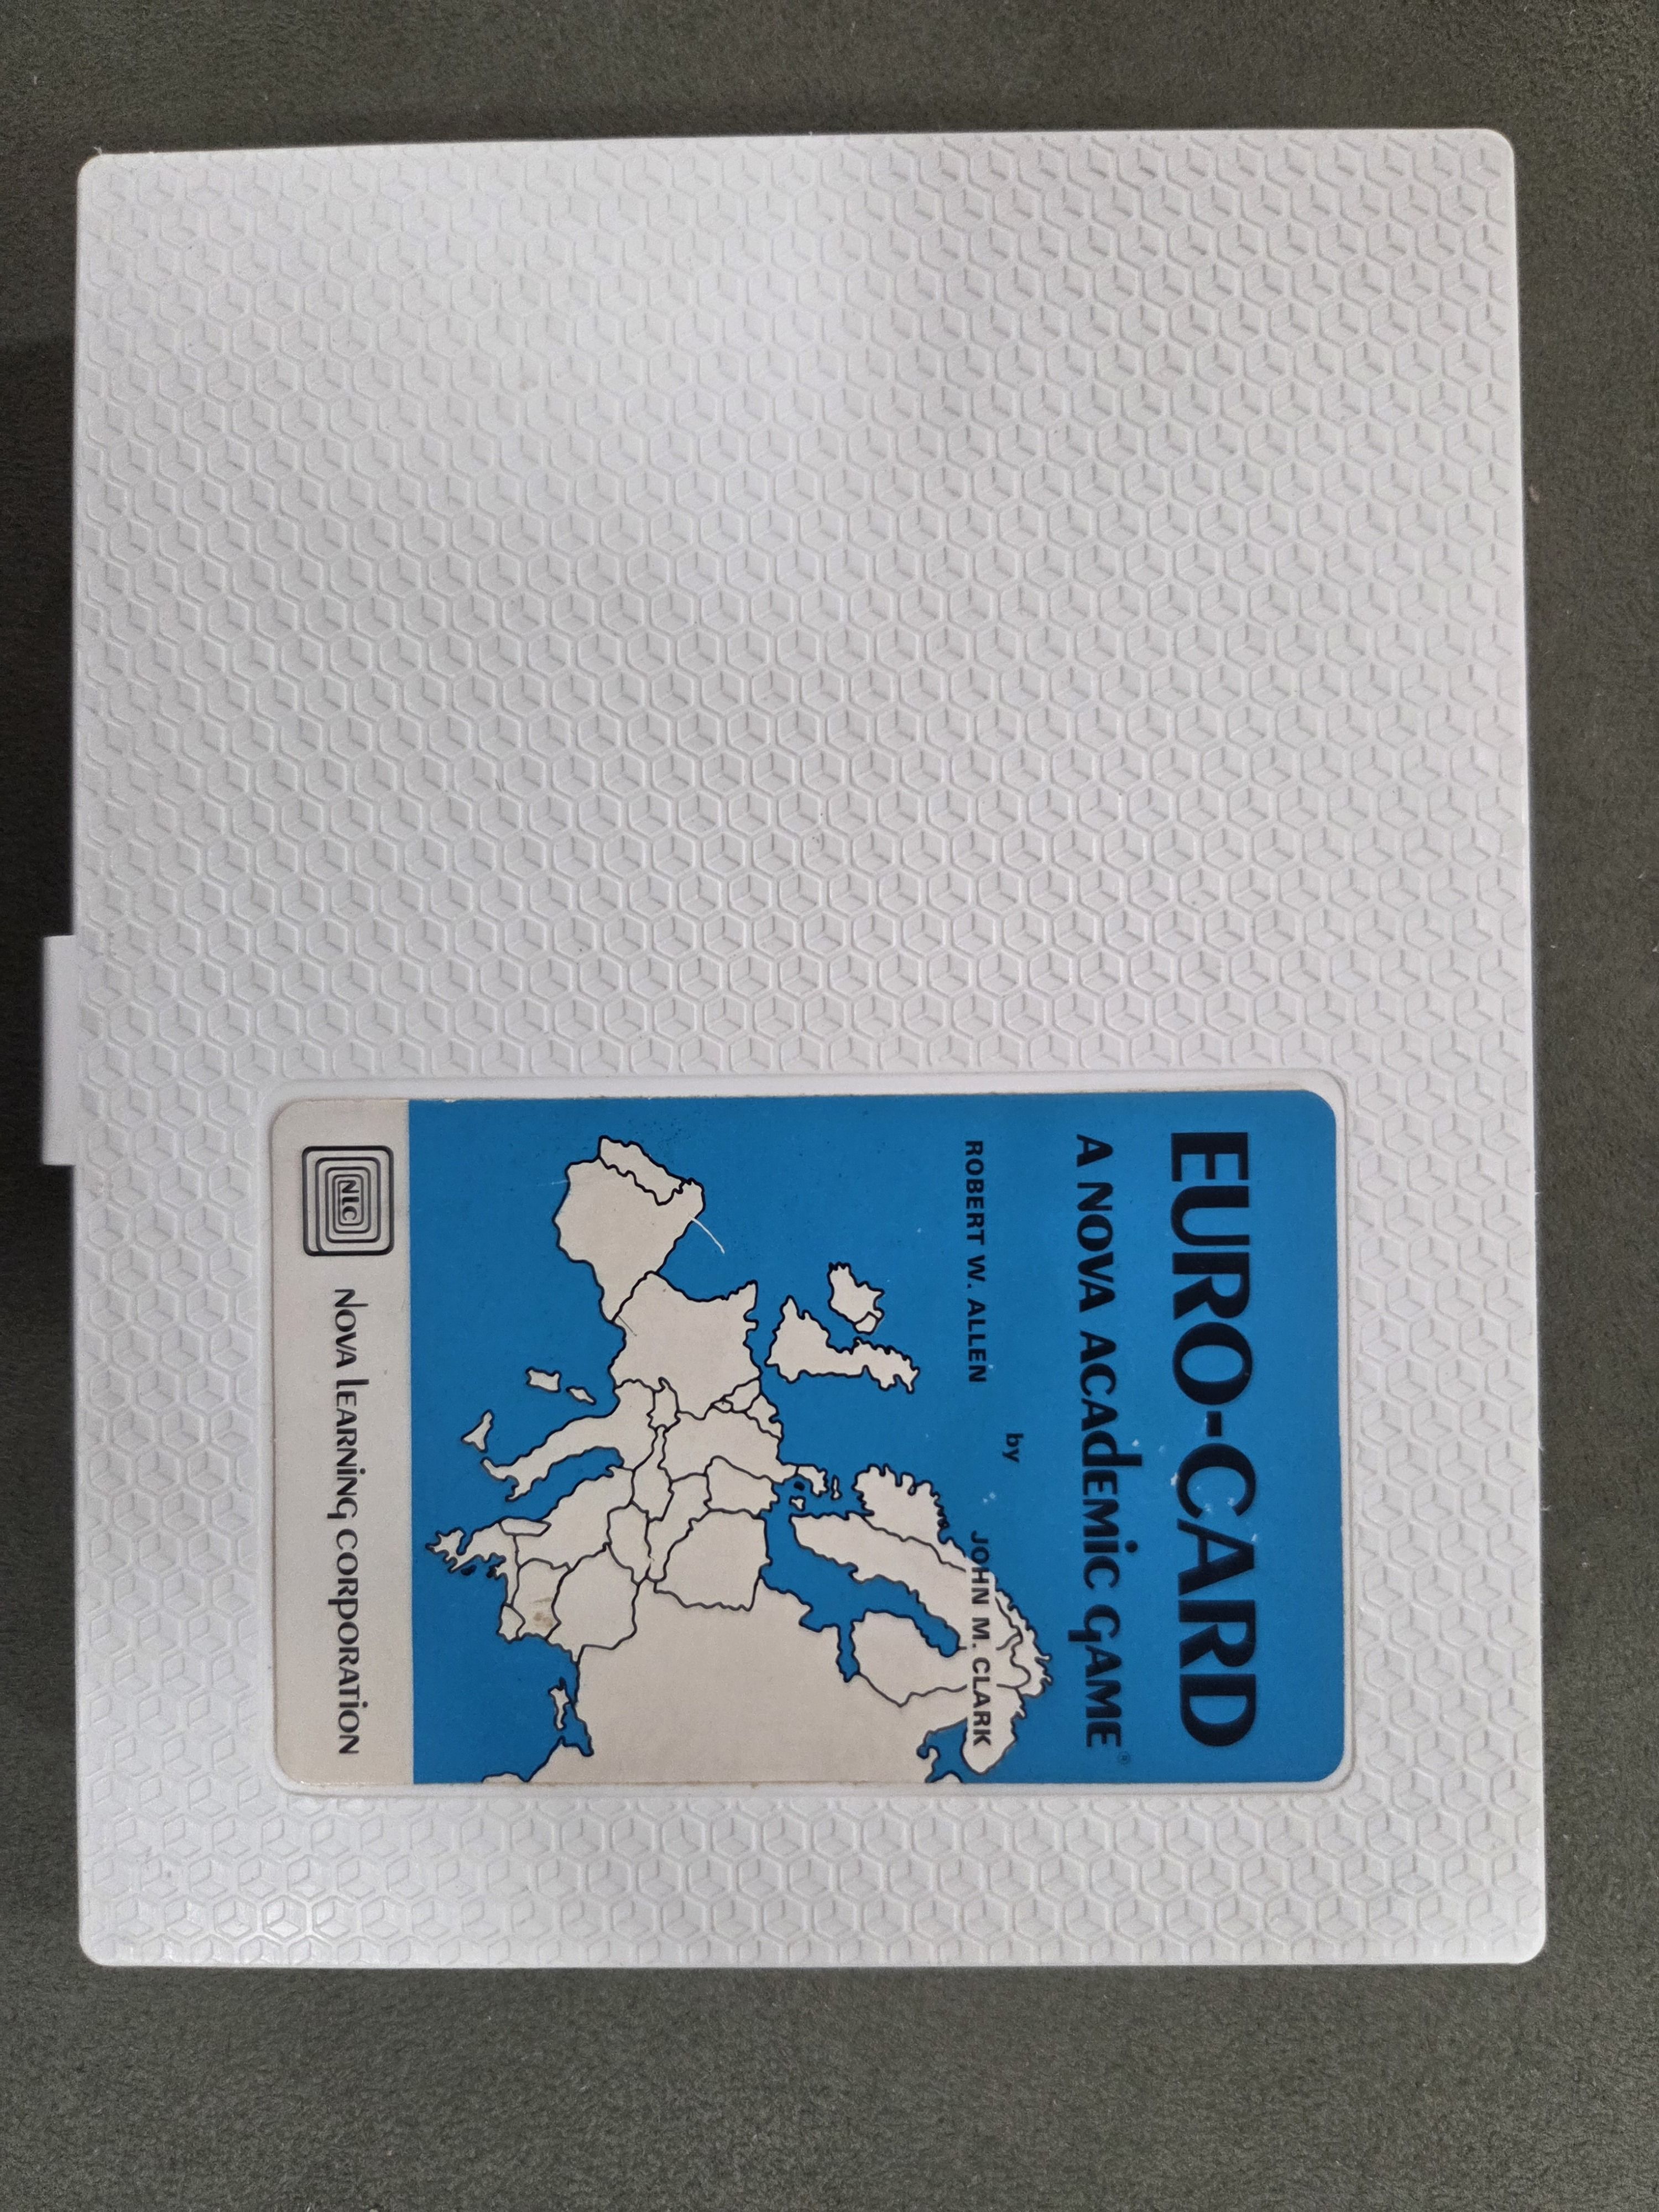 EURO-CARD
A NOVA ACAdEMiC GAME®
by
ROBERT W. ALLEN JOHN M. CLARK
NLC
NOVA LEARNiNG CORPORATiON